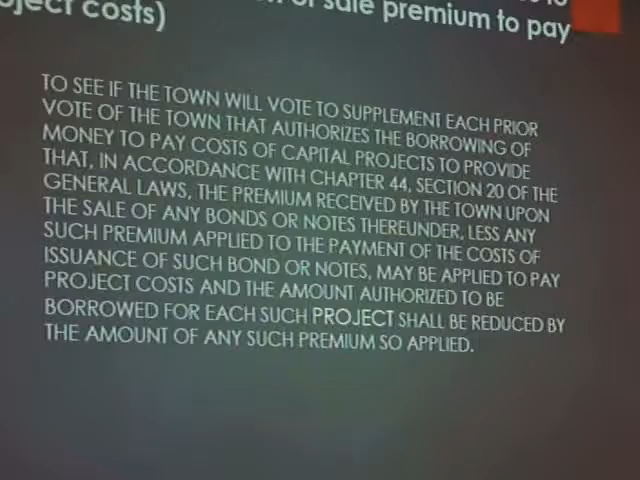 sale premium to pay
oject costs)
TO SEE IF THE TOWN WILL VOTE TO SUPPLEMENT EACH PRIOR
VOTE OF THE TOWN THAT AUTHORIZES THE BORROWING OF
MONEY TO PAY COSTS OF CAPITAL PROJECTS TO PROVIDE
THAT, IN ACCORDANCE WITH CHAPTER 44, SECTION 20 OF THE
GENERAL LAWS, THE PREMIUM RECEIVED BY THE TOWN UPON
THE SALE OF ANY BONDS OR NOTES THEREUNDER, LESS ANY
SUCH PREMIUM APPLIED TO THE PAYMENT OF THE COSTS OF
ISSUANCE OF SUCH BOND OR NOTES, MAY BE APPLIED TO PAY
PROJECT COSTS AND THE AMOUNT AUTHORIZED TO BE
BORROWED FOR EACH SUCH PROJECT SHALL BE REDUCED BY
THE AMOUNT OF ANY SUCH PREMIUM SO APPLIED.